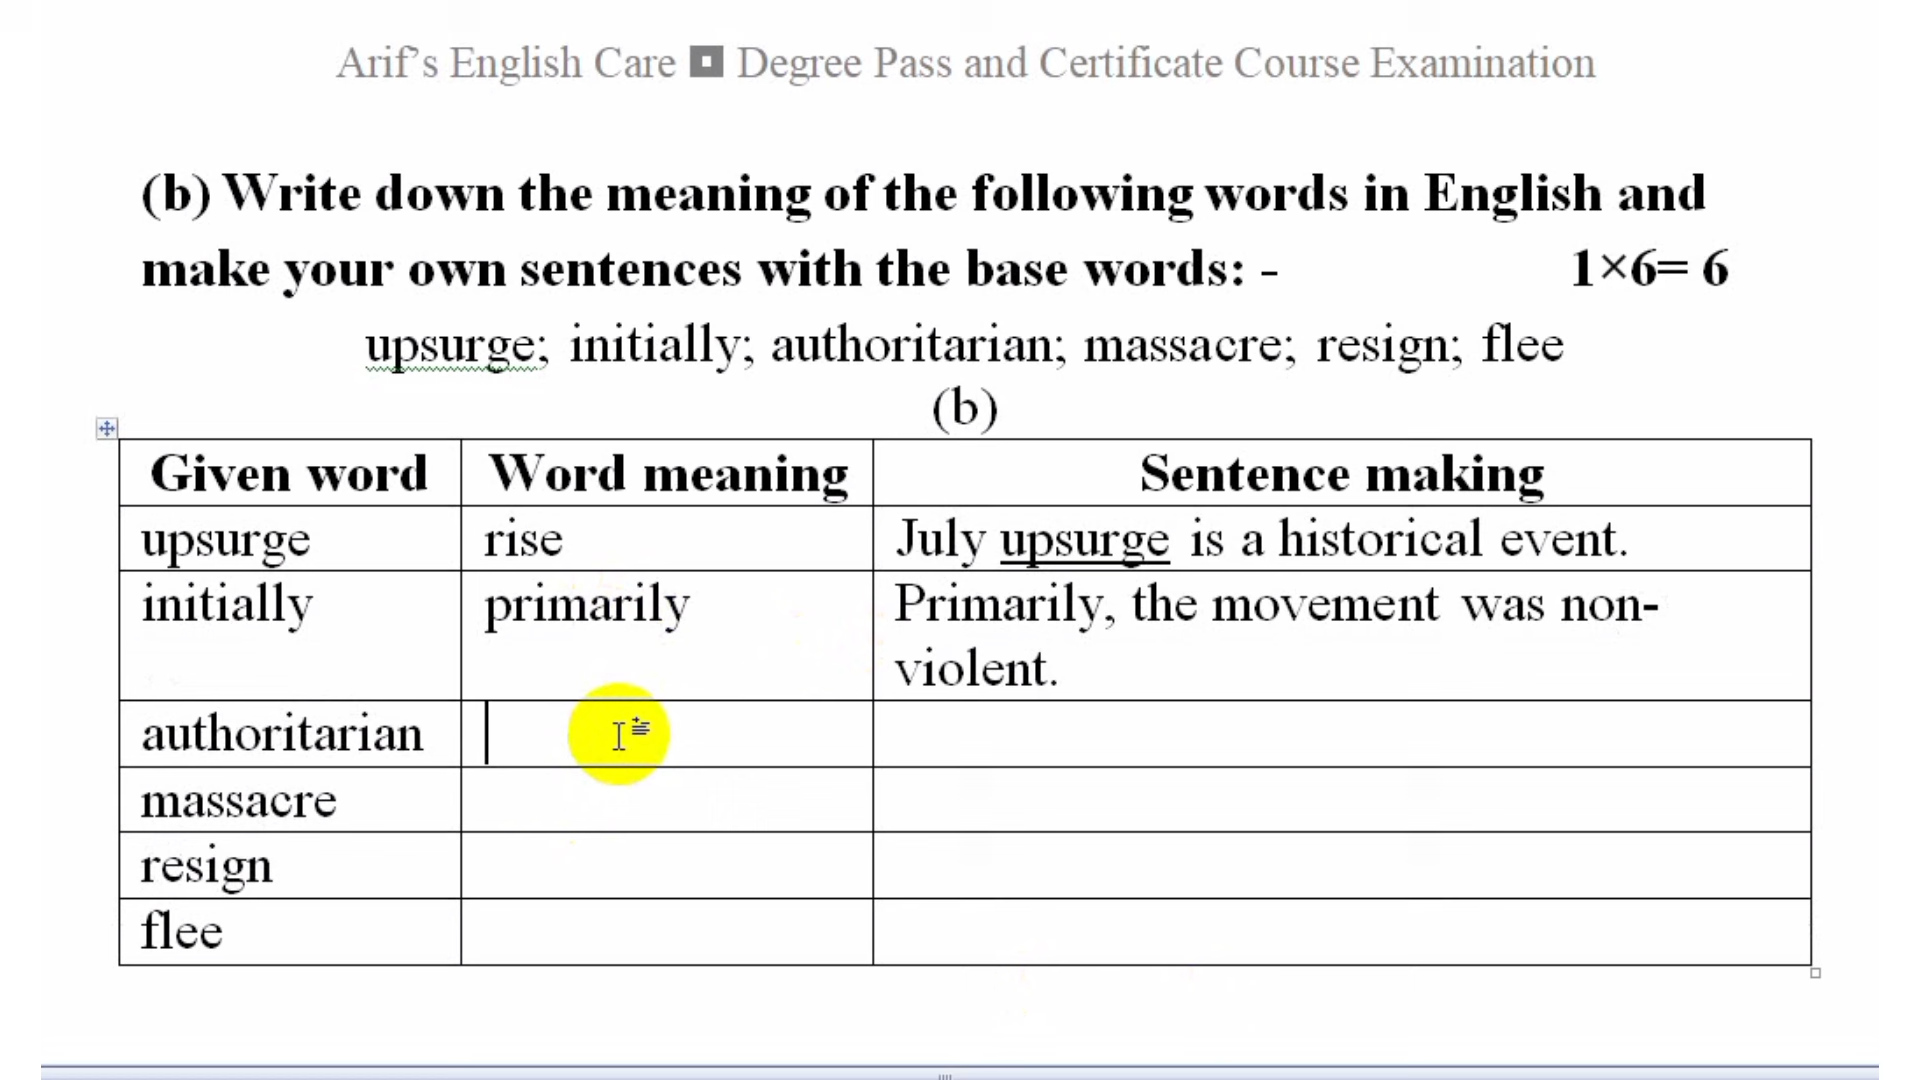 Arif's English Care ◘ Degree Pass and Certificate Course Examination
(b) Write down the meaning of the following words in English and
make your own sentences with the base words: - 1×6= 6
upsurge; initially; authoritarian; massacre; resign; flee
(b)
Given word Word meaning Sentence making
upsurge rise July upsurge is a historical event.
initially primarily Primarily, the movement was non-
violent.
authoritarian
massacre
resign
flee